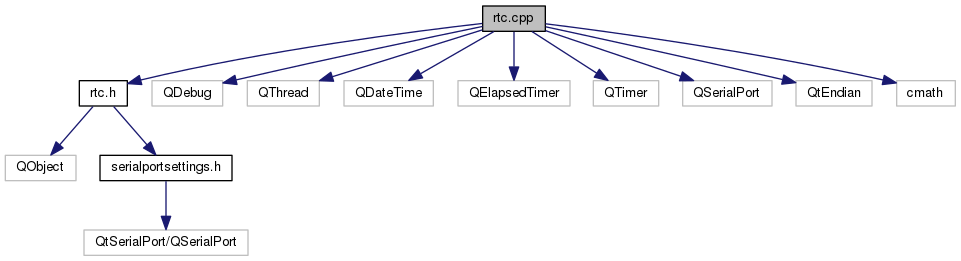 rtc.cpp
rtc.h
QDebug
QThread
QDateTime
QElapsedTimer
QTimer
QSerialPort
QtEndian
cmath
QObject
serialportsettings.h
QtSerialPort/QSerialPort